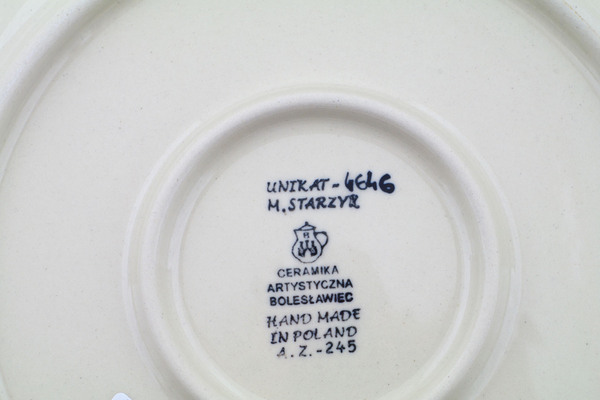 UNIKAT-4646
M. STARZYK
B
CERAMIKA
ARTYSTYCZNA
BOLESŁAWIEC
HAND MADE
IN POLAND
A.Z.-245